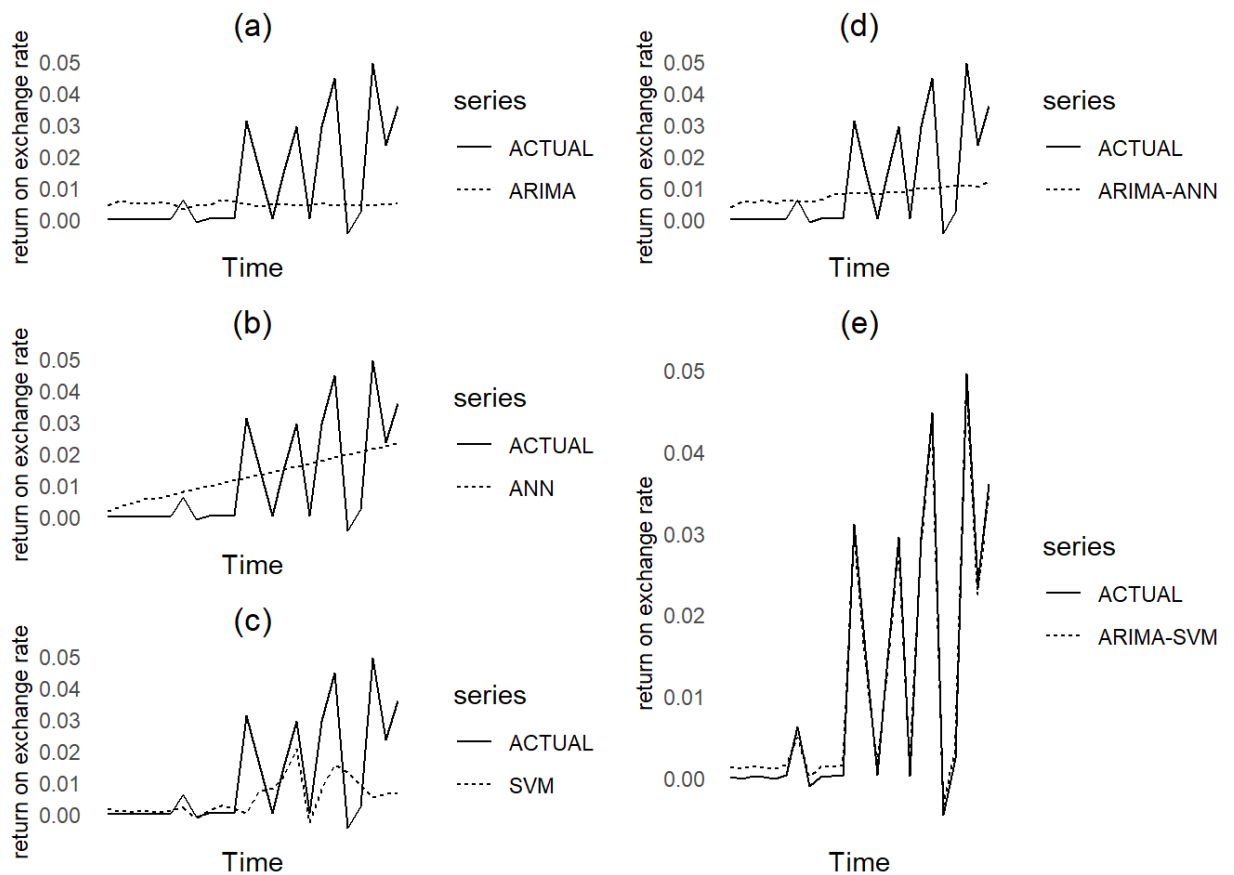 (a)
return on exchange rate
0.05
0.04
0.03
0.02
0.01
0.00
Time
series
ACTUAL
ARIMA
(b)
return on exchange rate
0.05
0.04
0.03
0.02
0.01
0.00
Time
series
ACTUAL
ANN
(c)
return on exchange rate
0.05
0.04
0.03
0.02
0.01
0.00
Time
series
ACTUAL
SVM
(d)
return on exchange rate
0.05
0.04
0.03
0.02
0.01
0.00
Time
series
ACTUAL
ARIMA-ANN
(e)
return on exchange rate
0.05
0.04
0.03
0.02
0.01
0.00
Time
series
ACTUAL
ARIMA-SVM